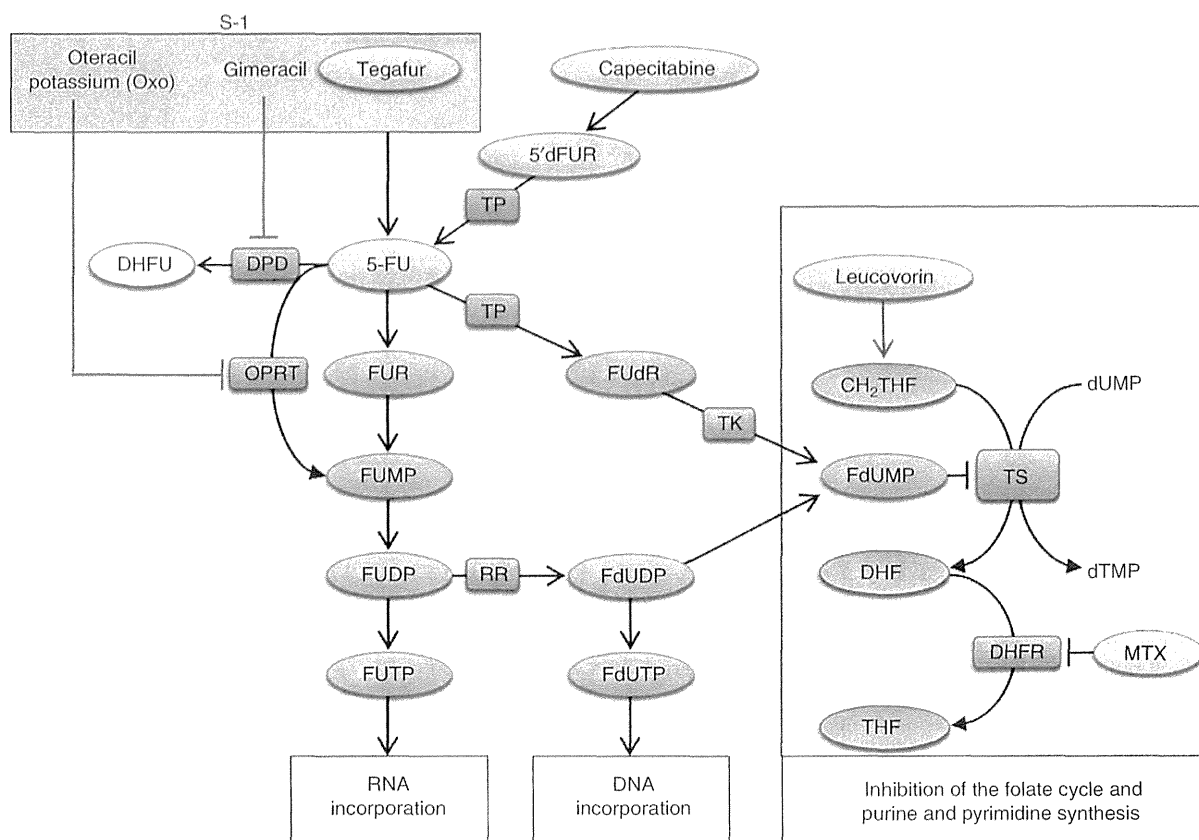 S-1
Oteracil
potassium (Oxo)
Gimeracil
Tegafur
Capecitabine
5′dFUR
TP
DHFU
DPD
5-FU
TP
Leucovorin
OPRT
FUR
FUdR
CH₂THF
dUMP
TK
FUMP
FdUMP
TS
FUDP
RR
FdUDP
DHF
dTMP
FUTP
FdUTP
DHFR
MTX
THF
RNA
incorporation
DNA
incorporation
Inhibition of the folate cycle and
purine and pyrimidine synthesis